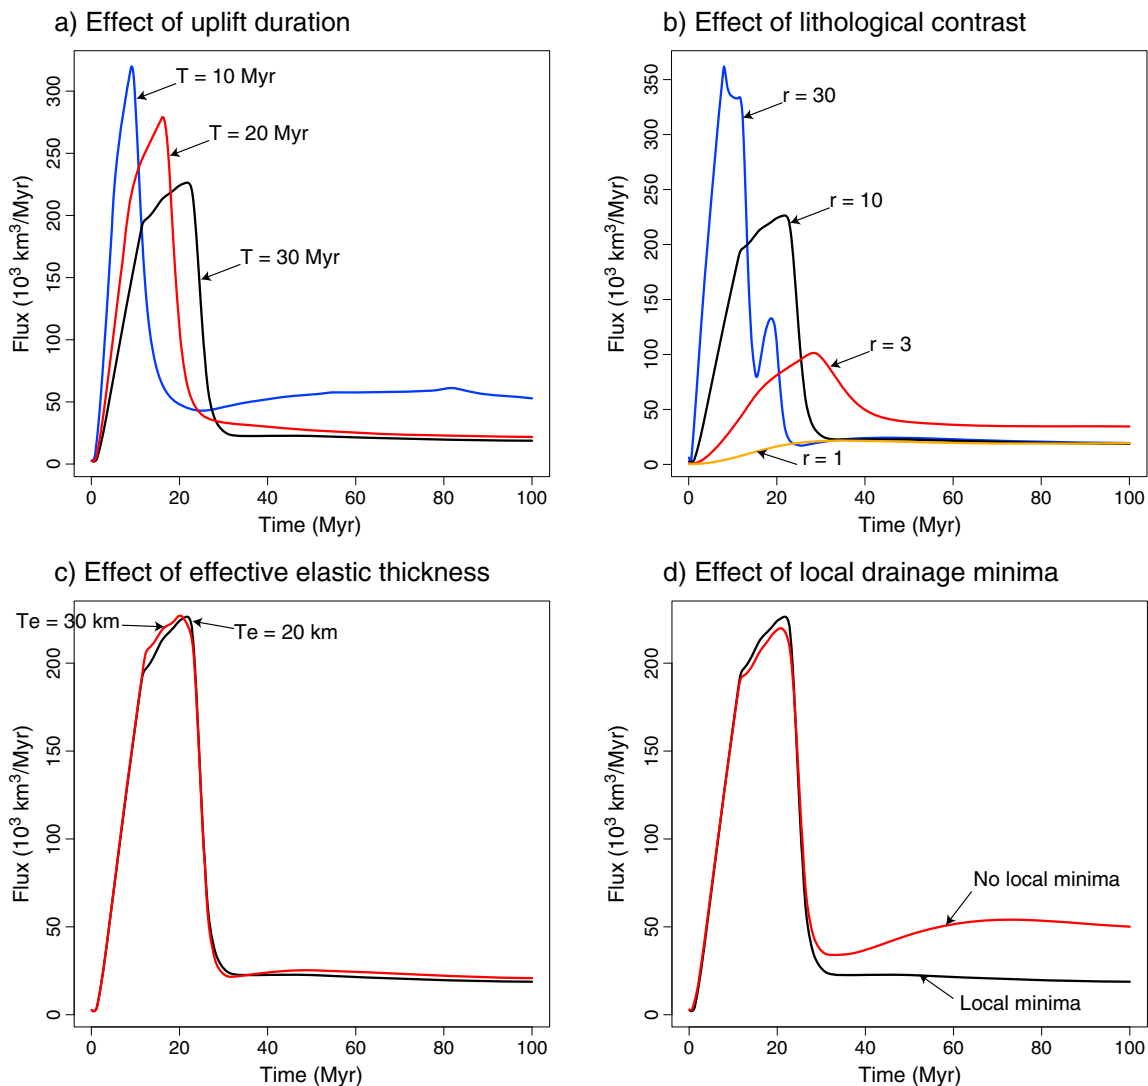 a) Effect of uplift duration
T = 10 Myr
T = 20 Myr
T = 30 Myr
Flux (10³ km³/Myr)
0
50
100
150
200
250
300
0
20
40
60
80
100
Time (Myr)
b) Effect of lithological contrast
r = 30
r = 10
r = 3
r = 1
Flux (10³ km³/Myr)
0
50
100
150
200
250
300
350
0
20
40
60
80
100
Time (Myr)
c) Effect of effective elastic thickness
Te = 30 km
Te = 20 km
Flux (10³ km³/Myr)
0
50
100
150
200
0
20
40
60
80
100
Time (Myr)
d) Effect of local drainage minima
No local minima
Local minima
Flux (10³ km³/Myr)
0
50
100
150
200
0
20
40
60
80
100
Time (Myr)